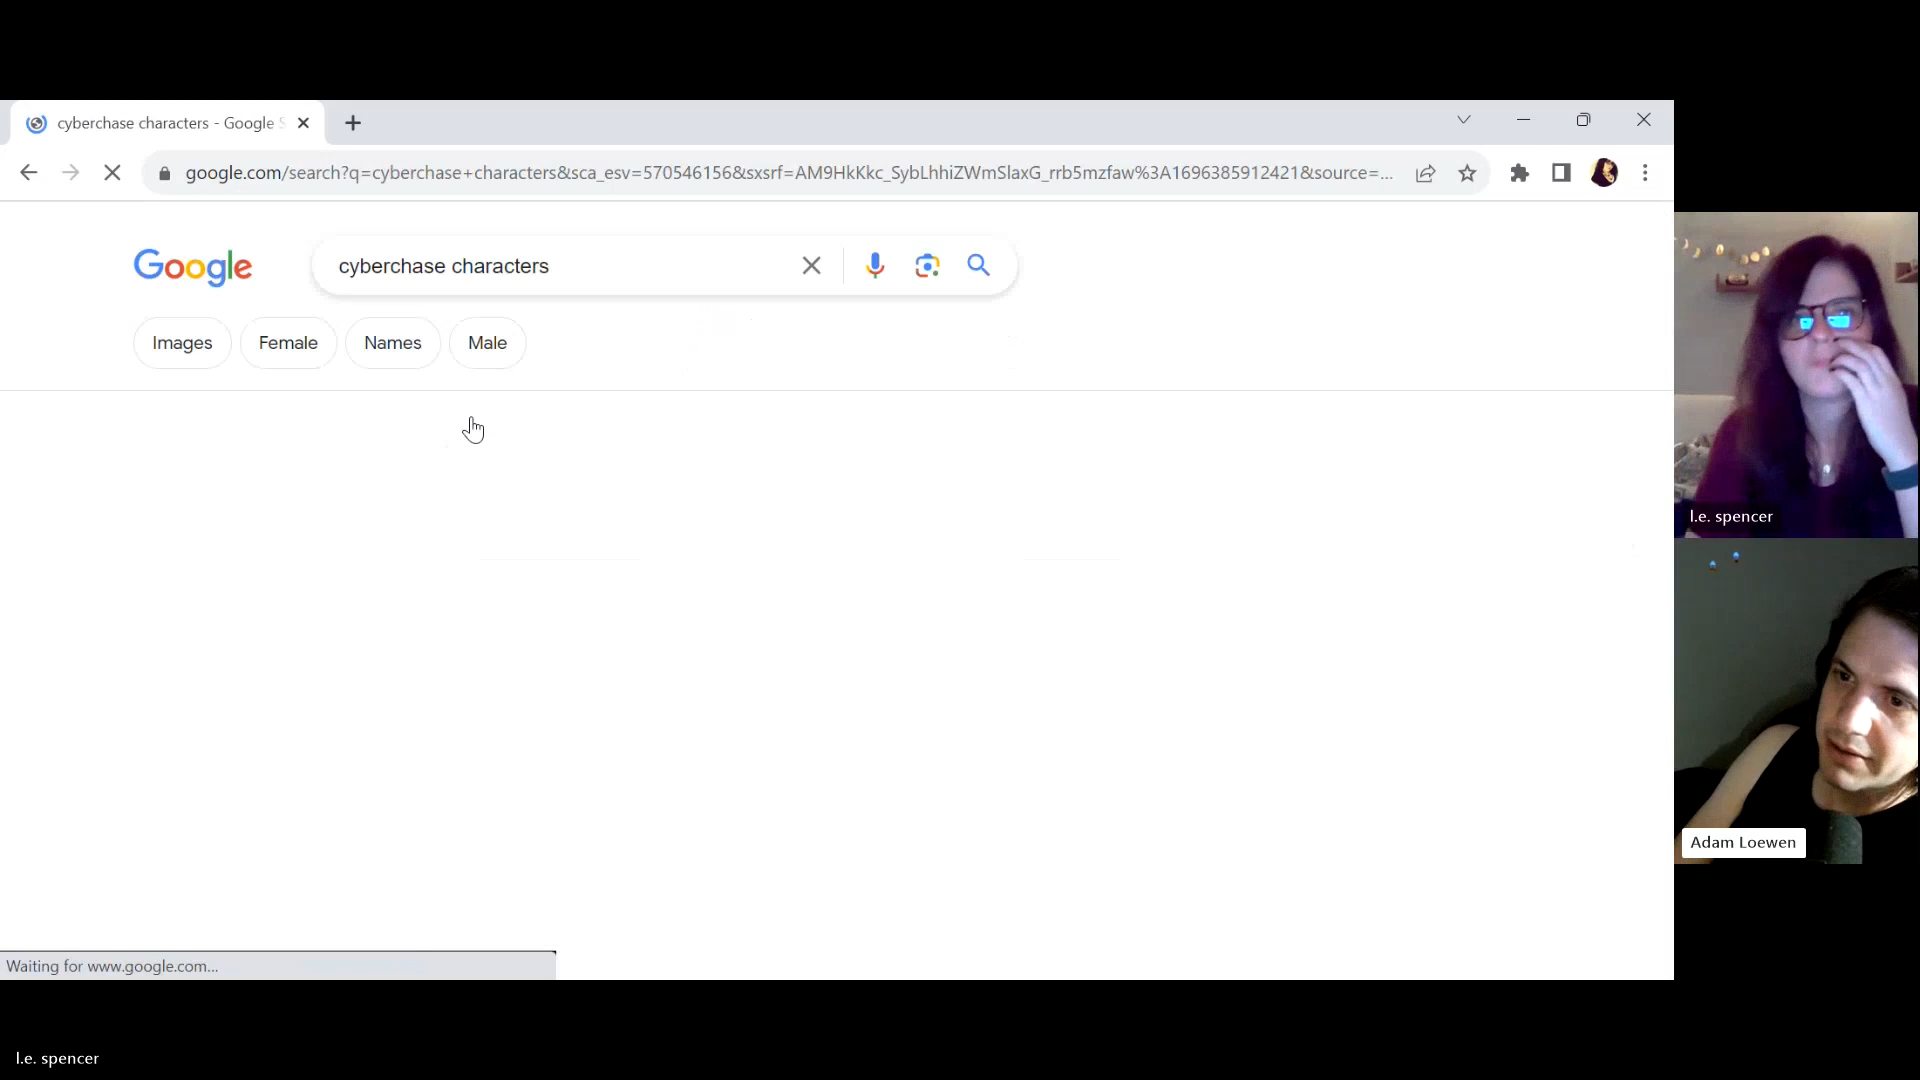 cyberchase characters - Google S
google.com/search?q=cyberchase+characters&sca_esv=570546156&sxsrf=AM9HkKkc_SybLhhiZWmSlaxG_rrb5mzfaw%3A1696385912421&source=...
Google
cyberchase characters
Images
Female
Names
Male
l.e. spencer
Adam Loewen
Waiting for www.google.com...
l.e. spencer